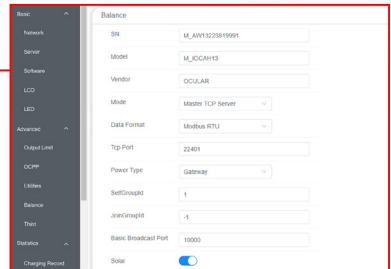 Basic
Network
Server
Software
LCD
LED
Advanced
Output Limit
OCPP
Utilities
Balance
Third
Statistics
Charging Record
Balance
SN M_AW13223819991
Model M_ICCAH13
Vendor OCULAR
Mode Master TCP Server
Data Format Modbus RTU
Tcp Port 22401
Power Type Gateway
SelfGroupId 1
JoinGroupId -1
Basic Broadcast Port 10000
Solar